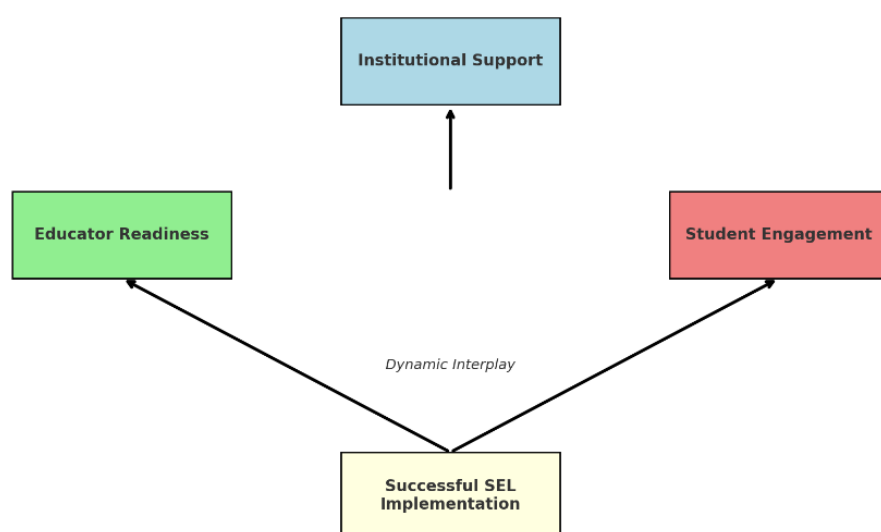 Institutional Support
Educator Readiness
Student Engagement
Dynamic Interplay
Successful SEL
Implementation